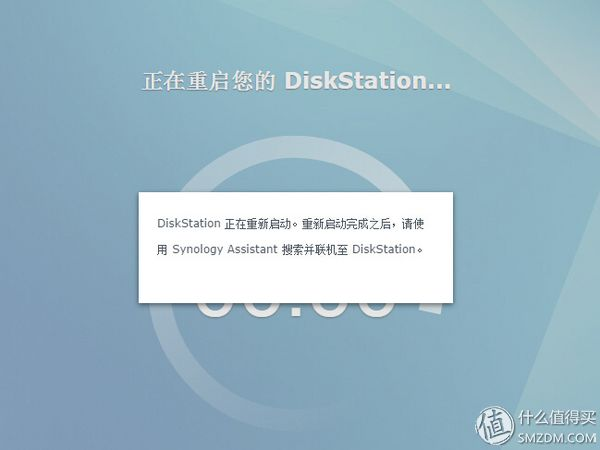 正在重启您的 DiskStation...
DiskStation 正在重新启动。重新启动完成之后，请使
用 Synology Assistant 搜索并联机至 DiskStation。
值 什么值得买
SMZDM.COM